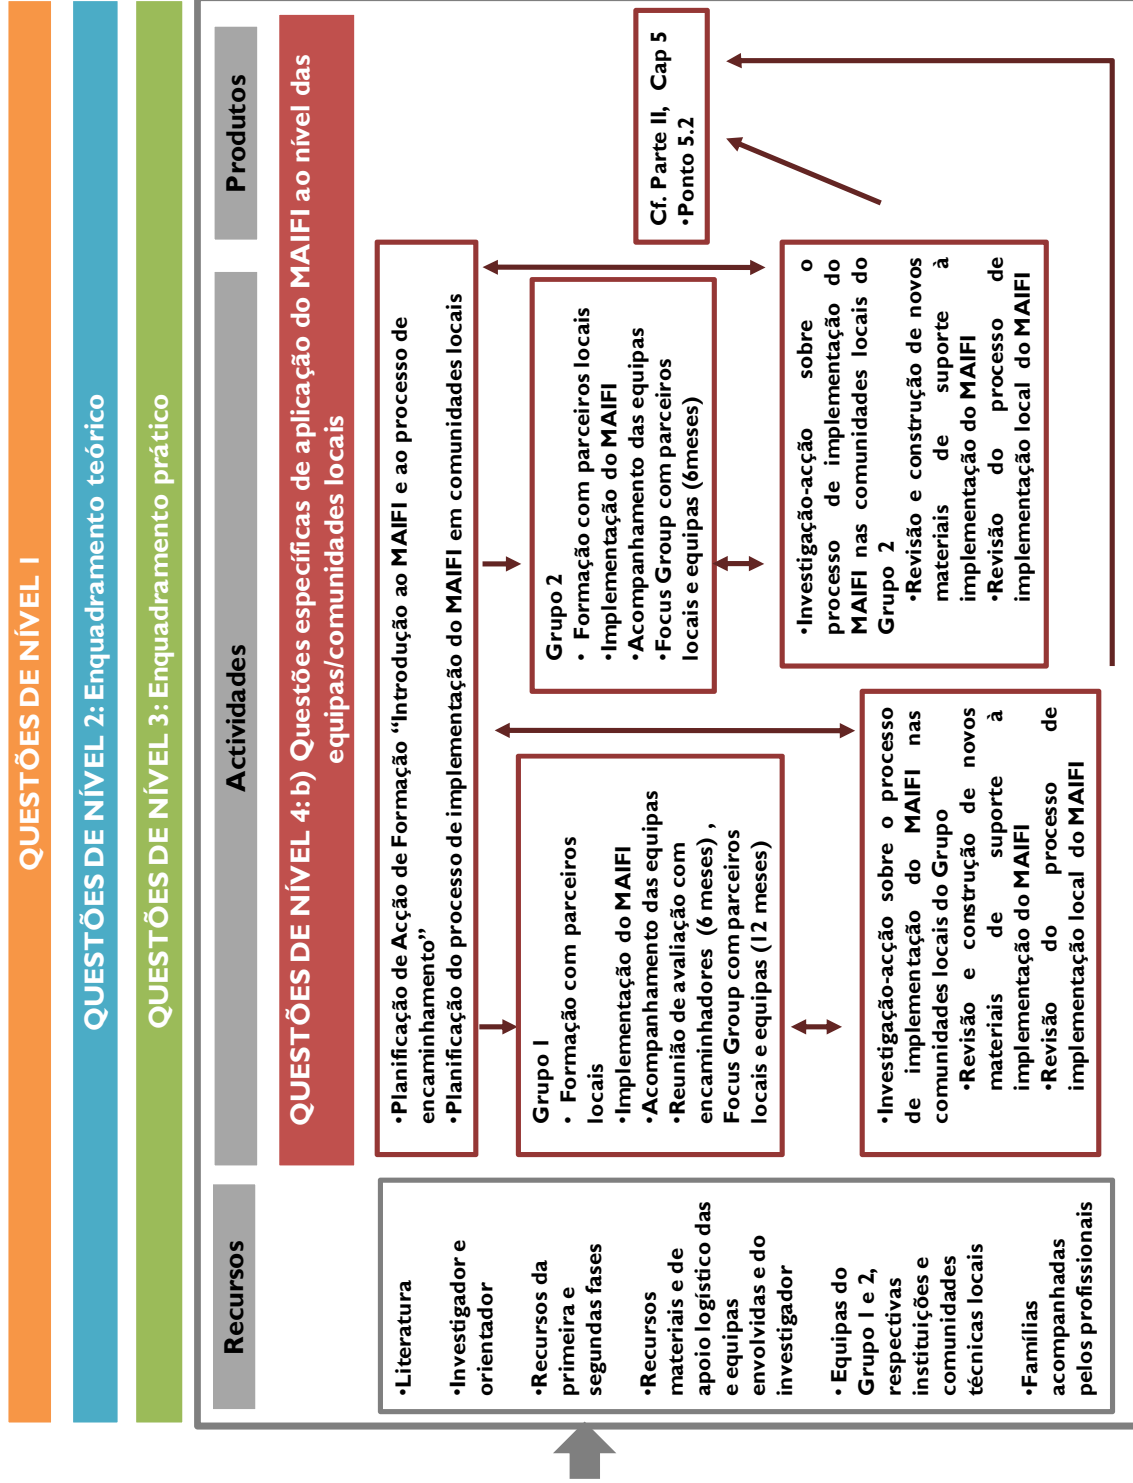 QUESTÕES DE NÍVEL I
QUESTÕES DE NÍVEL 2: Enquadramento teórico
QUESTÕES DE NÍVEL 3: Enquadramento prático
Recursos
Actividades
Produtos
QUESTÕES DE NÍVEL 4: b) Questões específicas de aplicação do MAIFI ao nível das
equipas/comunidades locais
•Literatura
•Investigador e
orientador
•Recursos da
primeira e
segundas fases
•Recursos
materiais e de
apoio logístico das
e equipas
envolvidas e do
investigador
• Equipas do
Grupo I e 2,
respectivas
instituições e
comunidades
técnicas locais
•Famílias
acompanhadas
pelos profissionais
•Planificação de Acção de Formação “Introdução ao MAIFI e ao processo de
encaminhamento”
•Planificação do processo de implementação do MAIFI em comunidades locais
Grupo I
• Formação com parceiros
locais
•Implementação do MAIFI
•Acompanhamento das equipas
•Reunião de avaliação com
encaminhadores (6 meses) ,
Focus Group com parceiros
locais e equipas (12 meses)
Grupo 2
• Formação com parceiros locais
•Implementação do MAIFI
•Acompanhamento das equipas
•Focus Group com parceiros
locais e equipas (6meses)
•Investigação-acção sobre o processo
de implementação do MAIFI nas
comunidades locais do Grupo
•Revisão e construção de novos
materiais de suporte à
implementação do MAIFI
•Revisão do processo de
implementação local do MAIFI
•Investigação-acção sobre o
processo de implementação do
MAIFI nas comunidades locais do
Grupo 2
•Revisão e construção de novos
materiais de suporte à
implementação do MAIFI
•Revisão do processo de
implementação local do MAIFI
Cf. Parte II, Cap 5
•Ponto 5.2